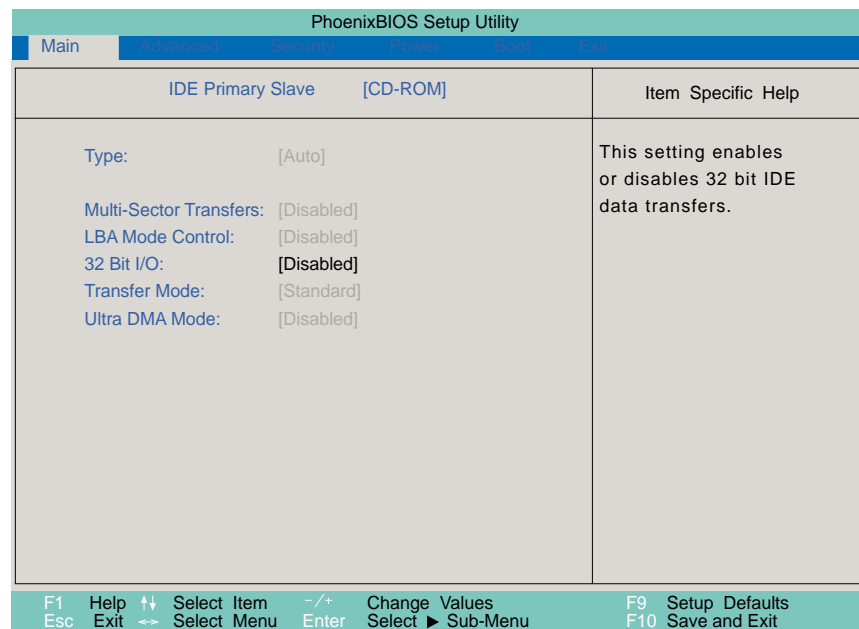 PhoenixBIOS Setup Utility
Main Advanced Security Power Boot Exit
IDE Primary Slave [CD-ROM]
Item Specific Help
Type: [Auto]
Multi-Sector Transfers: [Disabled]
LBA Mode Control: [Disabled]
32 Bit I/O: [Disabled]
Transfer Mode: [Standard]
Ultra DMA Mode: [Disabled]
This setting enables
or disables 32 bit IDE
data transfers.
F1 Help ↑↓ Select Item -/+ Change Values F9 Setup Defaults
Esc Exit ↔ Select Menu Enter Select ▶ Sub-Menu F10 Save and Exit